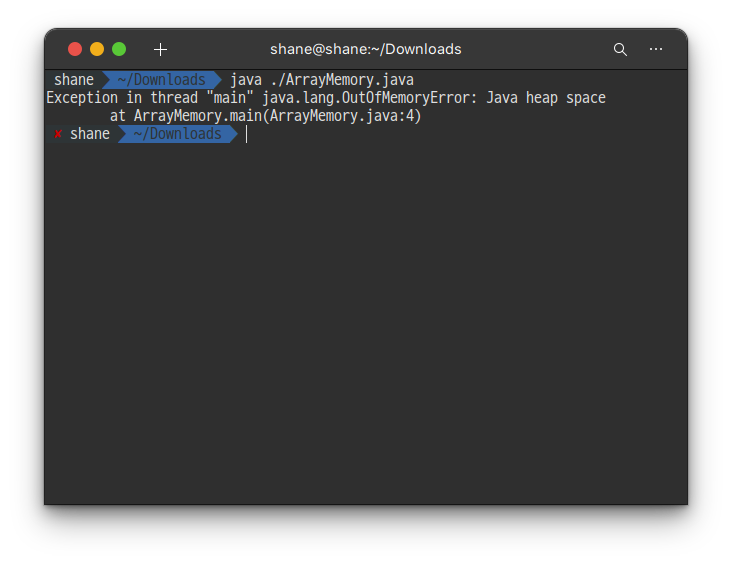 shane@shane:~/Downloads
shane ~/Downloads java ./ArrayMemory.java
Exception in thread "main" java.lang.OutOfMemoryError: Java heap space
        at ArrayMemory.main(ArrayMemory.java:4)
✘ shane ~/Downloads